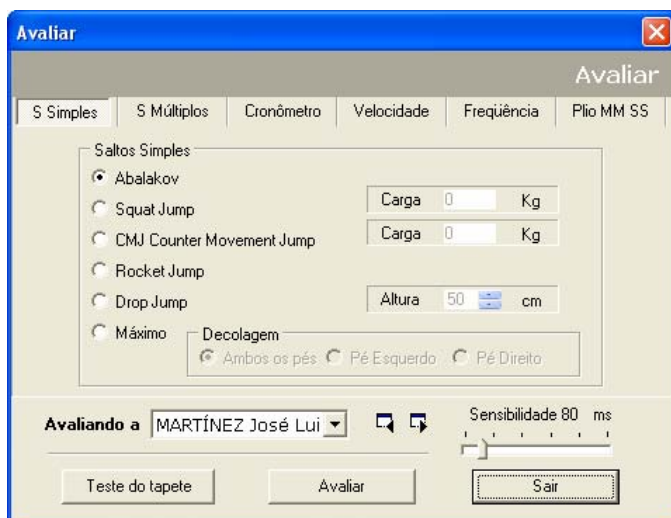 Avaliar
Avaliar
S Simples S Múltiplos Cronômetro Velocidade Freqüência Plio MM SS
Saltos Simples
Abalakov
Squat Jump Carga 0 Kg
CMJ Counter Movement Jump Carga 0 Kg
Rocket Jump
Drop Jump Altura 50 cm
Máximo Decolagem
Ambos os pés Pé Esquerdo Pé Direito
Avaliando a MARTÍNEZ José Lui Sensibilidade 80 ms
Teste do tapete Avaliar Sair